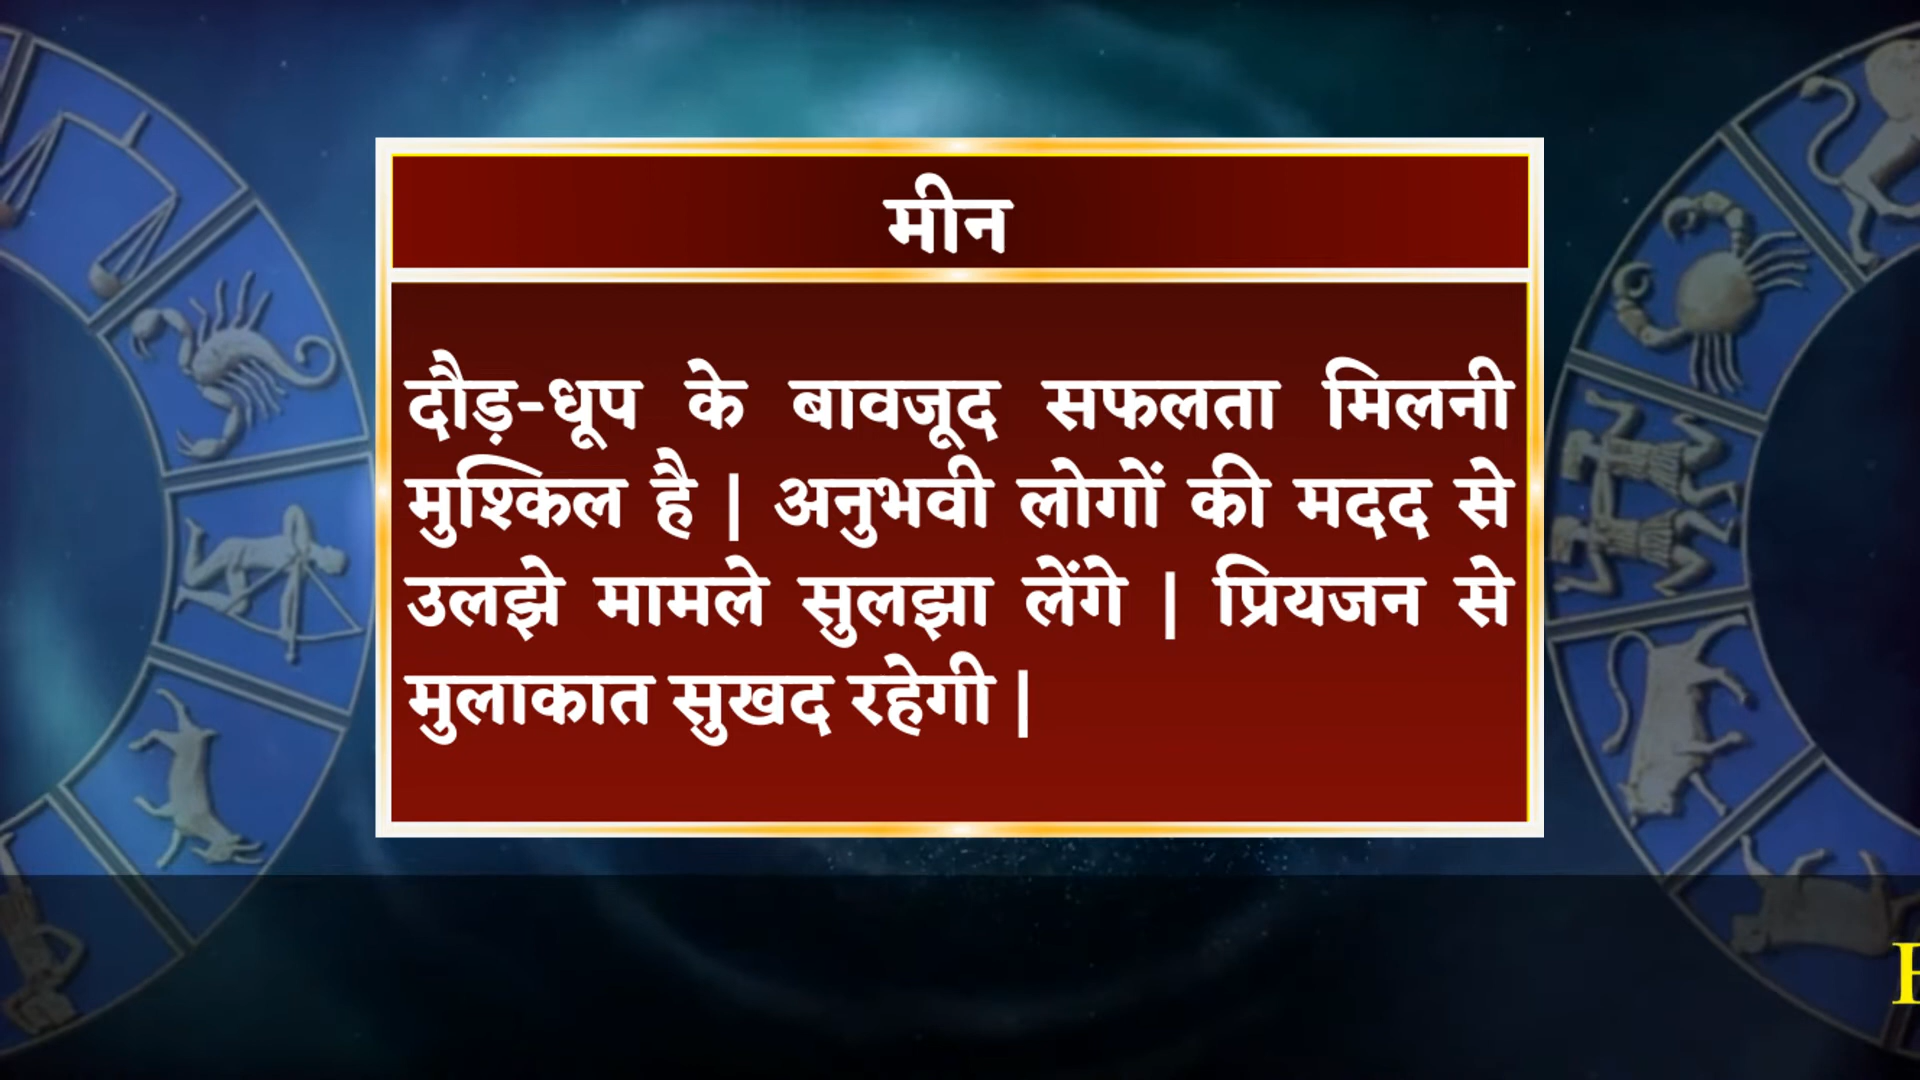 मीन
दौड़-धूप के बावजूद सफलता मिलनी
मुश्किल है | अनुभवी लोगों की मदद से
उलझे मामले सुलझा लेंगे | प्रियजन से
मुलाकात सुखद रहेगी |